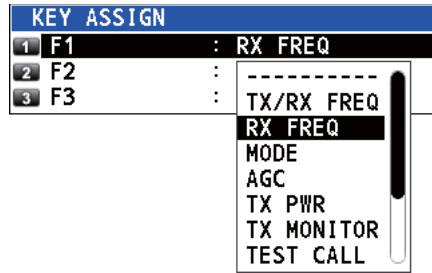 KEY ASSIGN
1 F1 : RX FREQ
2 F2 :
3 F3 :
----------
TX/RX FREQ
RX FREQ
MODE
AGC
TX PWR
TX MONITOR
TEST CALL